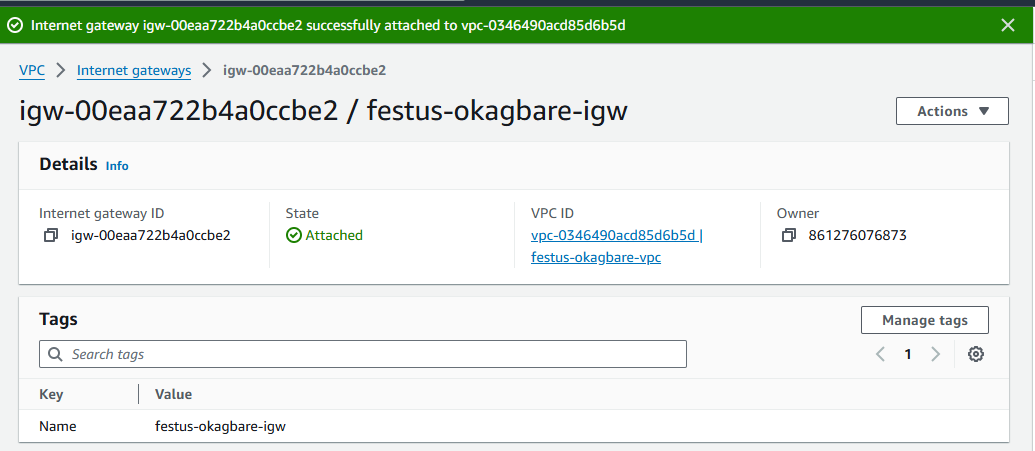 Internet gateway igw-00eaa722b4a0ccbe2 successfully attached to vpc-0346490acd85d6b5d
VPC > Internet gateways > igw-00eaa722b4a0ccbe2
igw-00eaa722b4a0ccbe2 / festus-okagbare-igw
Actions
Details Info
Internet gateway ID
igw-00eaa722b4a0ccbe2
State
Attached
VPC ID
vpc-0346490acd85d6b5d |
festus-okagbare-vpc
Owner
861276076873
Tags
Manage tags
Search tags
1
Key Value
Name festus-okagbare-igw